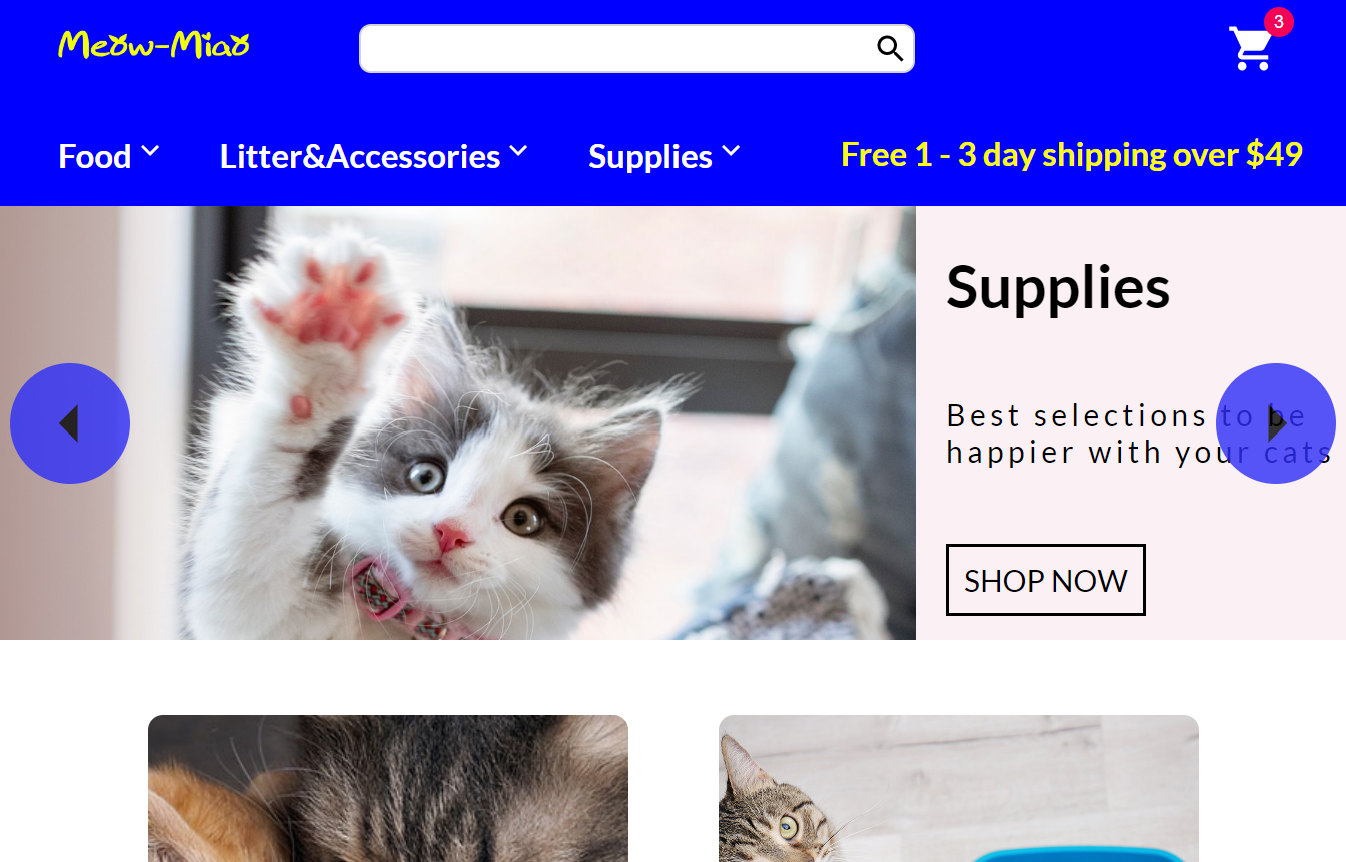 Meow-Miao
3
Food
Litter&Accessories
Supplies
Free 1 - 3 day shipping over $49
Supplies
Best selections to be
happier with your cats
SHOP NOW